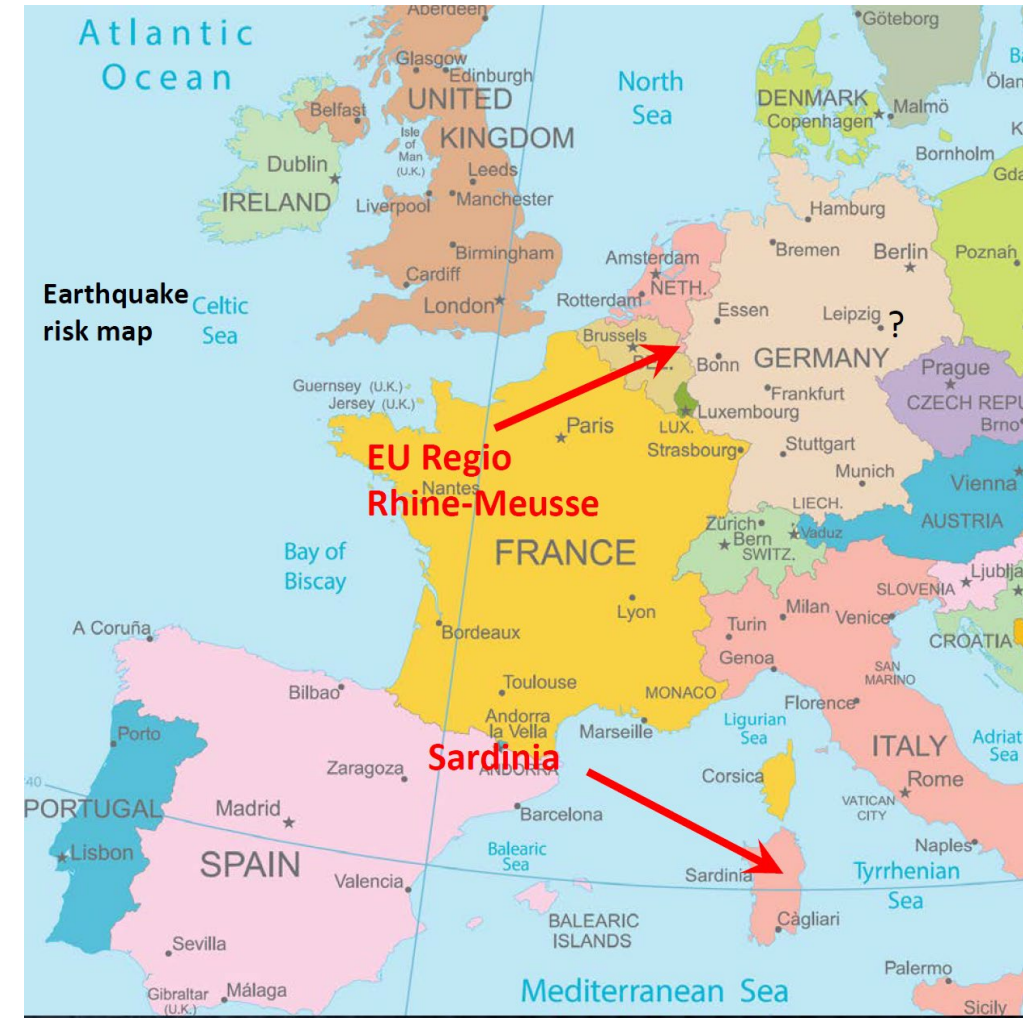 Aberdeen
Göteborg
Atlantic
Ocean
Glasgow
Edinburgh
UNITED
KINGDOM
North
Sea
DENMARK
Copenhagen
Malmö
Belfast
Isle
of
Man
(U.K.)
Bornholm
Dublin
IRELAND
Leeds
Liverpool
Manchester
Hamburg
Birmingham
Bremen
Berlin
Poznań
Amsterdam
NETH.
Cardiff
London
Rotterdam
Earthquake
risk map
Celtic
Sea
Essen
Leipzig
?
Brussels
Bonn
GERMANY
Prague
Guernsey (U.K.)
Jersey (U.K.)
Frankfurt
CZECH REPU
Luxembourg
LUX.
Brno
Paris
Strasbourg
Stuttgart
EU Regio
Rhine-Meusse
Nantes
Munich
Vienna
LIECH.
Vaduz
AUSTRIA
Zürich
Bern
SWITZ.
Bay of
Biscay
FRANCE
SLOVENIA
Ljublja
Lyon
Milan
Venice
Turin
A Coruña
Bordeaux
CROATIA
Genoa
SAN
MARINO
Bilbao
Toulouse
MONACO
Florence
Andorra
la Vella
Marseille
Ligurian
Sea
Porto
ITALY
Adriat
Sea
Sardinia
ANDORRA
Zaragoza
Corsica
Rome
40
PORTUGAL
Madrid
Barcelona
VATICAN
CITY
Lisbon
SPAIN
Balearic
Sea
Naples
Valencia
Sardinia
Tyrrhenian
Sea
BALEARIC
ISLANDS
Càgliari
Sevilla
Palermo
Gibraltar
(U.K.)
Málaga
Mediterranean Sea
Sicily